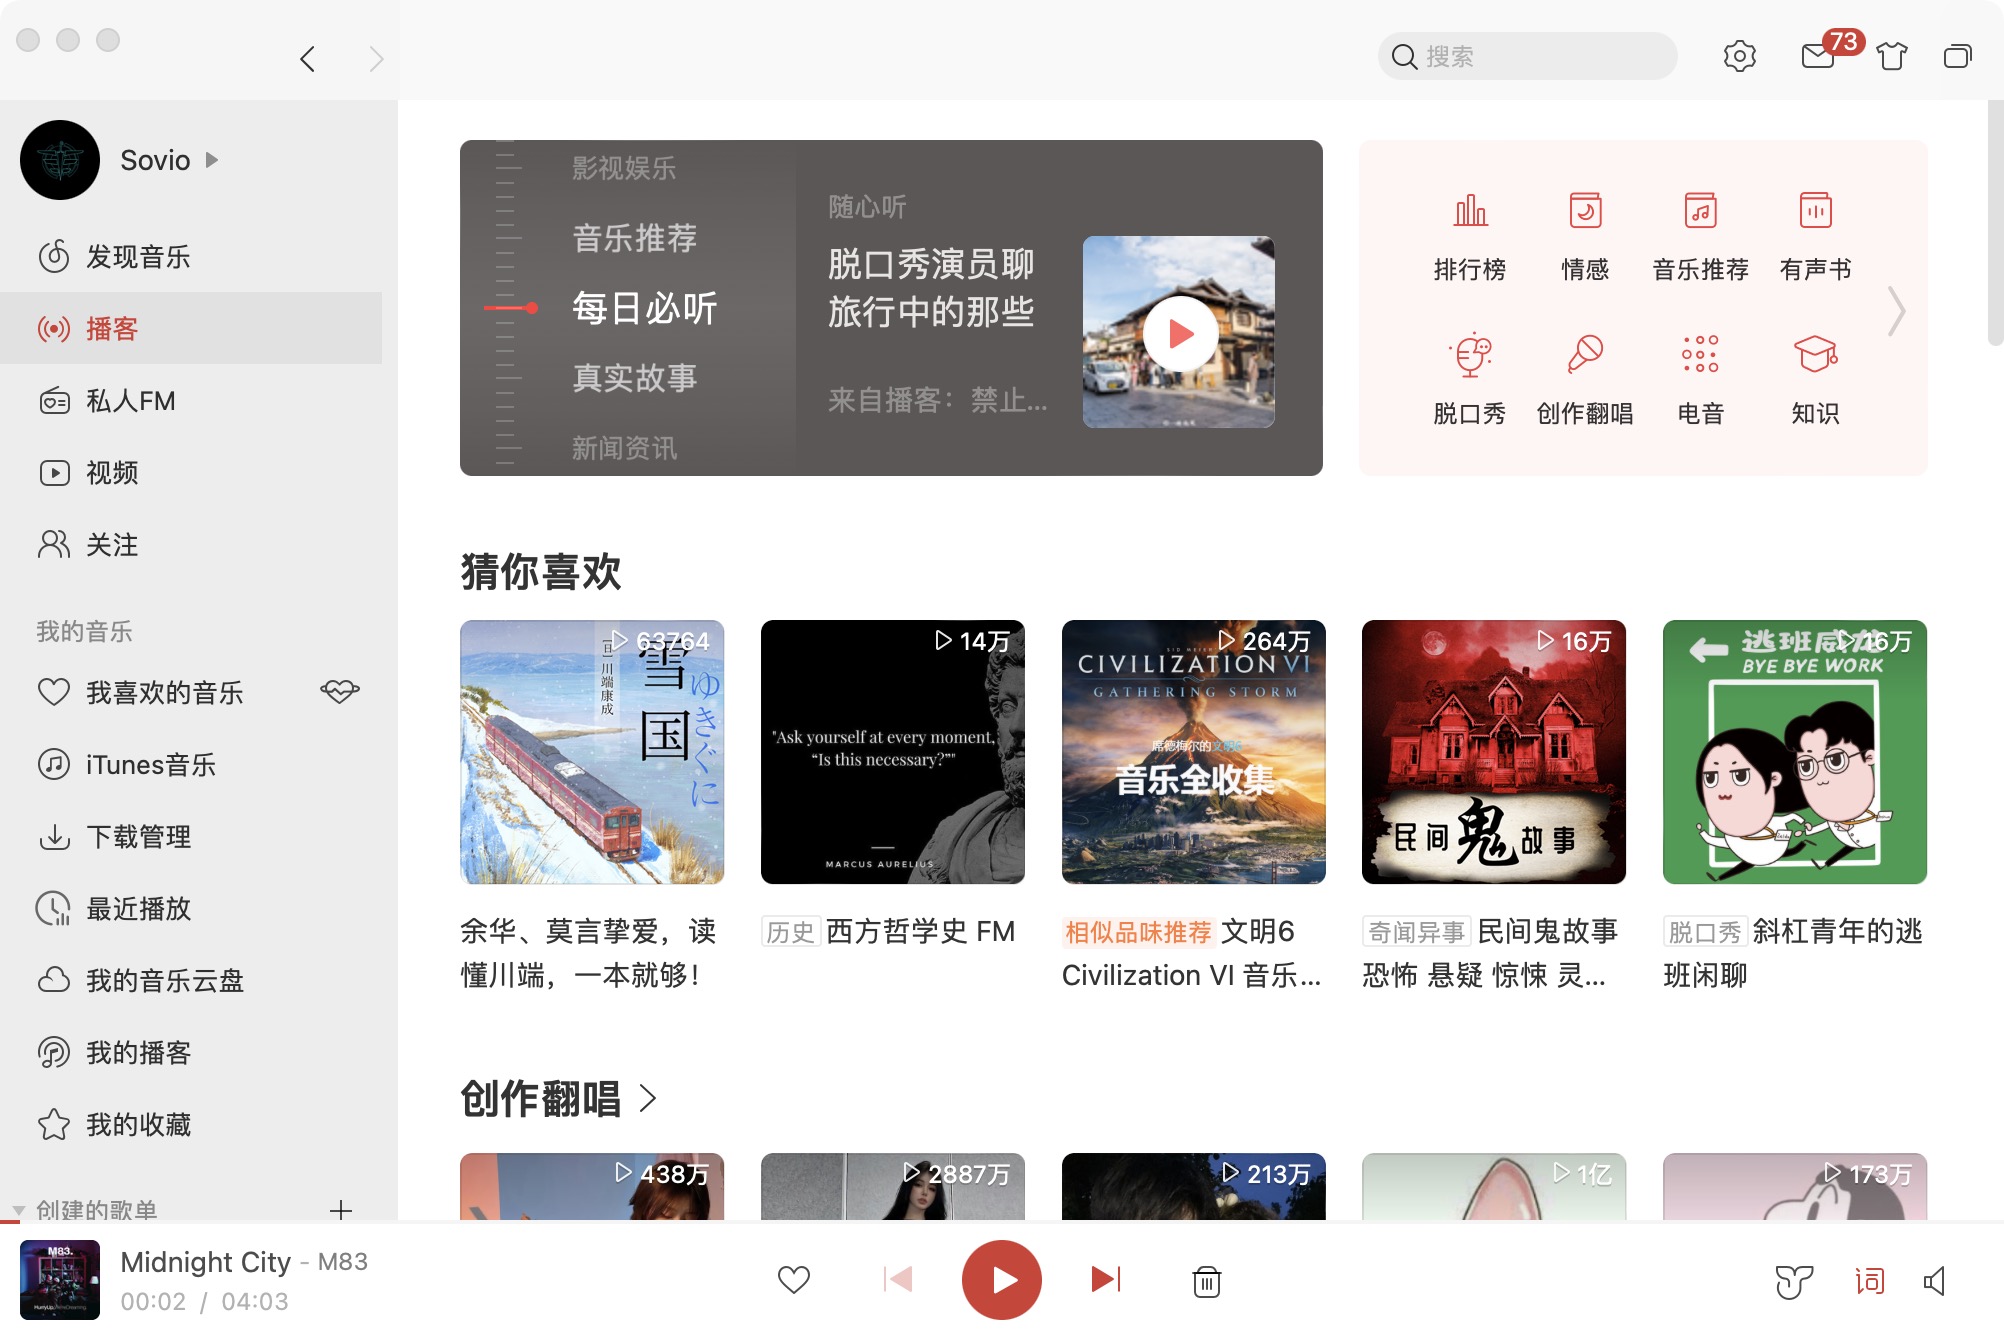 搜索
73
Sovio
发现音乐
播客
私人FM
视频
关注
我的音乐
我喜欢的音乐
iTunes音乐
下载管理
最近播放
我的音乐云盘
我的播客
我的收藏
创建的歌单
影视娱乐
音乐推荐
每日必听
真实故事
新闻资讯
随心听
脱口秀演员聊
旅行中的那些
来自播客：禁止...
排行榜
情感
音乐推荐
有声书
脱口秀
创作翻唱
电音
知识
猜你喜欢
63764
雪国
ゆきぐに
[日]川端康成
余华、莫言挚爱，读
懂川端，一本就够！
14万
"Ask yourself at every moment,
“Is this necessary?”"
MARCUS AURELIUS
历史 西方哲学史 FM
264万
SID MEIER'S
CIVILIZATION VI
GATHERING STORM
席德梅尔的文明6
音乐全收集
相似品味推荐 文明6
Civilization VI 音乐...
16万
民间鬼故事
奇闻异事 民间鬼故事
恐怖 悬疑 惊悚 灵...
16万
逃班威龙
BYE BYE WORK
脱口秀 斜杠青年的逃
班闲聊
创作翻唱
438万
2887万
213万
1亿
173万
M83.
Midnight City - M83
00:02 / 04:03
词